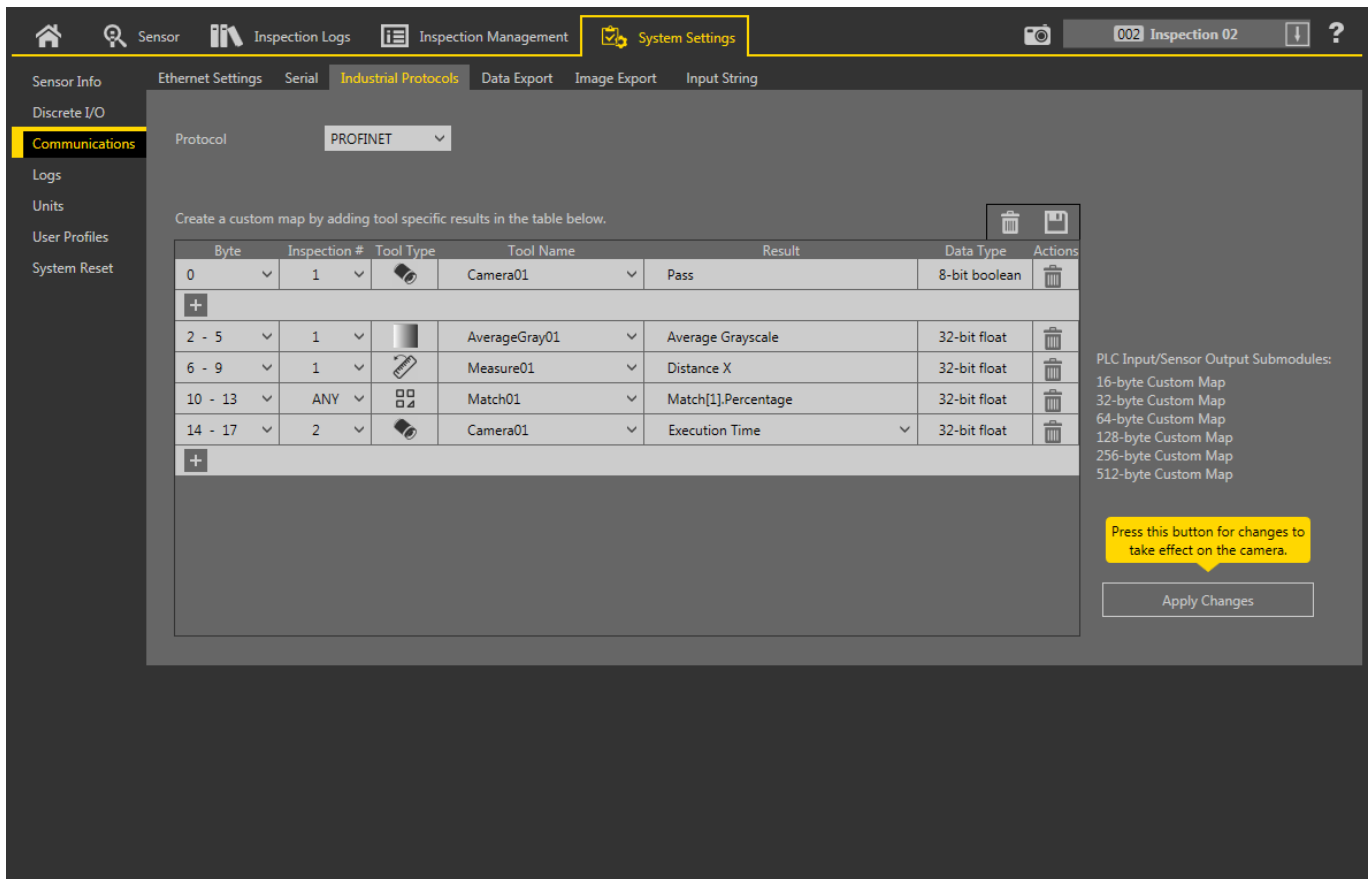 Sensor
Inspection Logs
Inspection Management
System Settings
002 Inspection 02
?
Sensor Info
Discrete I/O
Communications
Logs
Units
User Profiles
System Reset
Ethernet Settings Serial Industrial Protocols Data Export Image Export Input String
Protocol PROFINET
Create a custom map by adding tool specific results in the table below.
Byte Inspection # Tool Type Tool Name Result Data Type Actions
0 1 Camera01 Pass 8-bit boolean
+
2 - 5 1 AverageGray01 Average Grayscale 32-bit float
6 - 9 1 Measure01 Distance X 32-bit float
10 - 13 ANY Match01 Match[1].Percentage 32-bit float
14 - 17 2 Camera01 Execution Time 32-bit float
+
PLC Input/Sensor Output Submodules:
16-byte Custom Map
32-byte Custom Map
64-byte Custom Map
128-byte Custom Map
256-byte Custom Map
512-byte Custom Map
Press this button for changes to
take effect on the camera.
Apply Changes